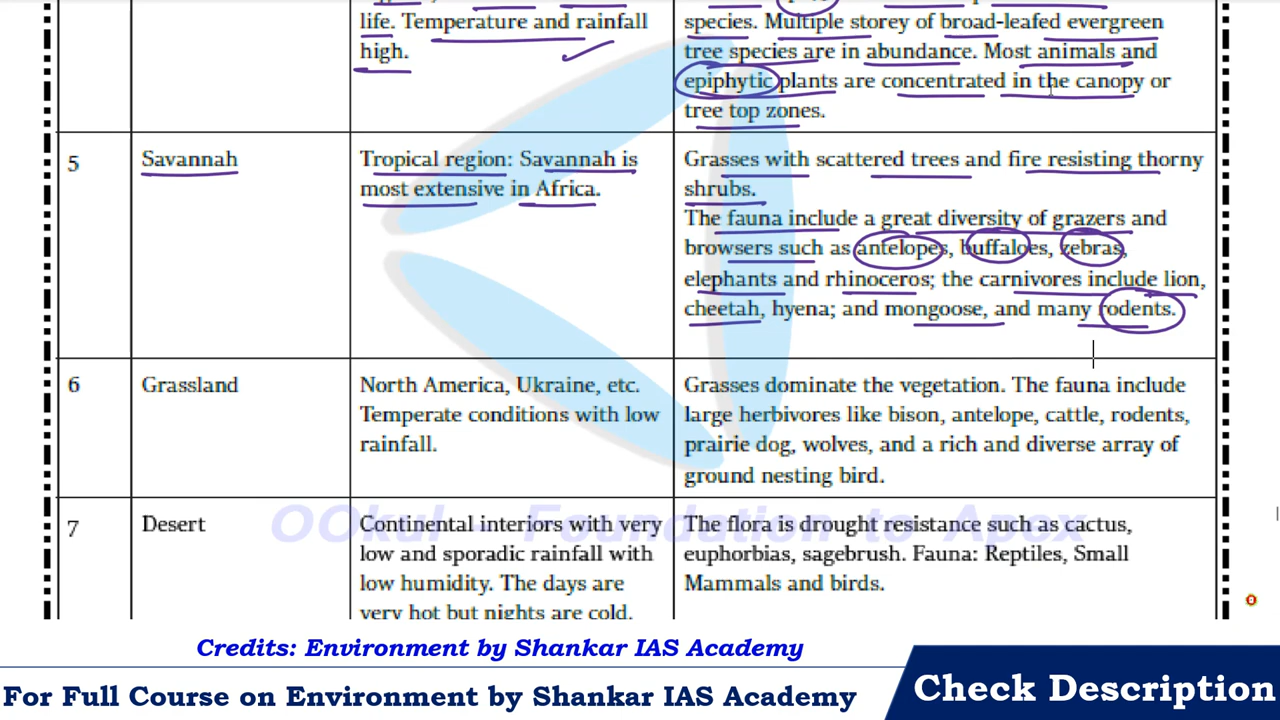 life. Temperature and rainfall
high.
species. Multiple storey of broad-leafed evergreen
tree species are in abundance. Most animals and
epiphytic plants are concentrated in the canopy or
tree top zones.
5
Savannah
Tropical region: Savannah is
most extensive in Africa.
Grasses with scattered trees and fire resisting thorny
shrubs.
The fauna include a great diversity of grazers and
browsers such as antelopes, buffaloes, zebras,
elephants and rhinoceros; the carnivores include lion,
cheetah, hyena; and mongoose, and many rodents.
6
Grassland
North America, Ukraine, etc.
Temperate conditions with low
rainfall.
Grasses dominate the vegetation. The fauna include
large herbivores like bison, antelope, cattle, rodents,
prairie dog, wolves, and a rich and diverse array of
ground nesting bird.
7
Desert
Continental interiors with very
low and sporadic rainfall with
low humidity. The days are
very hot but nights are cold.
The flora is drought resistance such as cactus,
euphorbias, sagebrush. Fauna: Reptiles, Small
Mammals and birds.
OOkul - Foundation to Apex
Credits: Environment by Shankar IAS Academy
For Full Course on Environment by Shankar IAS Academy
Check Description